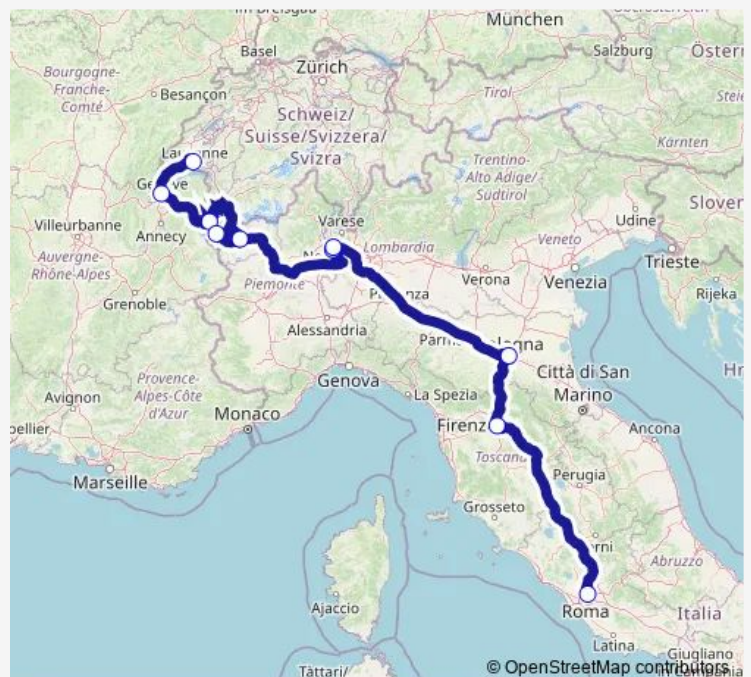 München
Salzburg
Österr
Basel
Zürich
Bourgogne-
Franche-
Comté
Besançon
Tirol
Schweiz/
Suisse/Svizzera/
Svizra
Kärnten
Trentino-
Alto Adige/
Südtirol
Villeurbanne
Annecy
Varese
Lombardia
Udine
Sloven
Auvergne-
Rhône-Alpes
Veneto
Trieste
Verona
Venezia
Rijeka
Grenoble
Piemonte
Alessandria
Genova
Città di San
Marino
Provence-
Alpes-Côte
d'Azur
La Spezia
Avignon
Monaco
Ancona
Marseille
Perugia
Grosseto
Abruzzo
Ajaccio
Roma
Italia
Latina
Giugliano
Tàttari/
© OpenStreetMap contributors